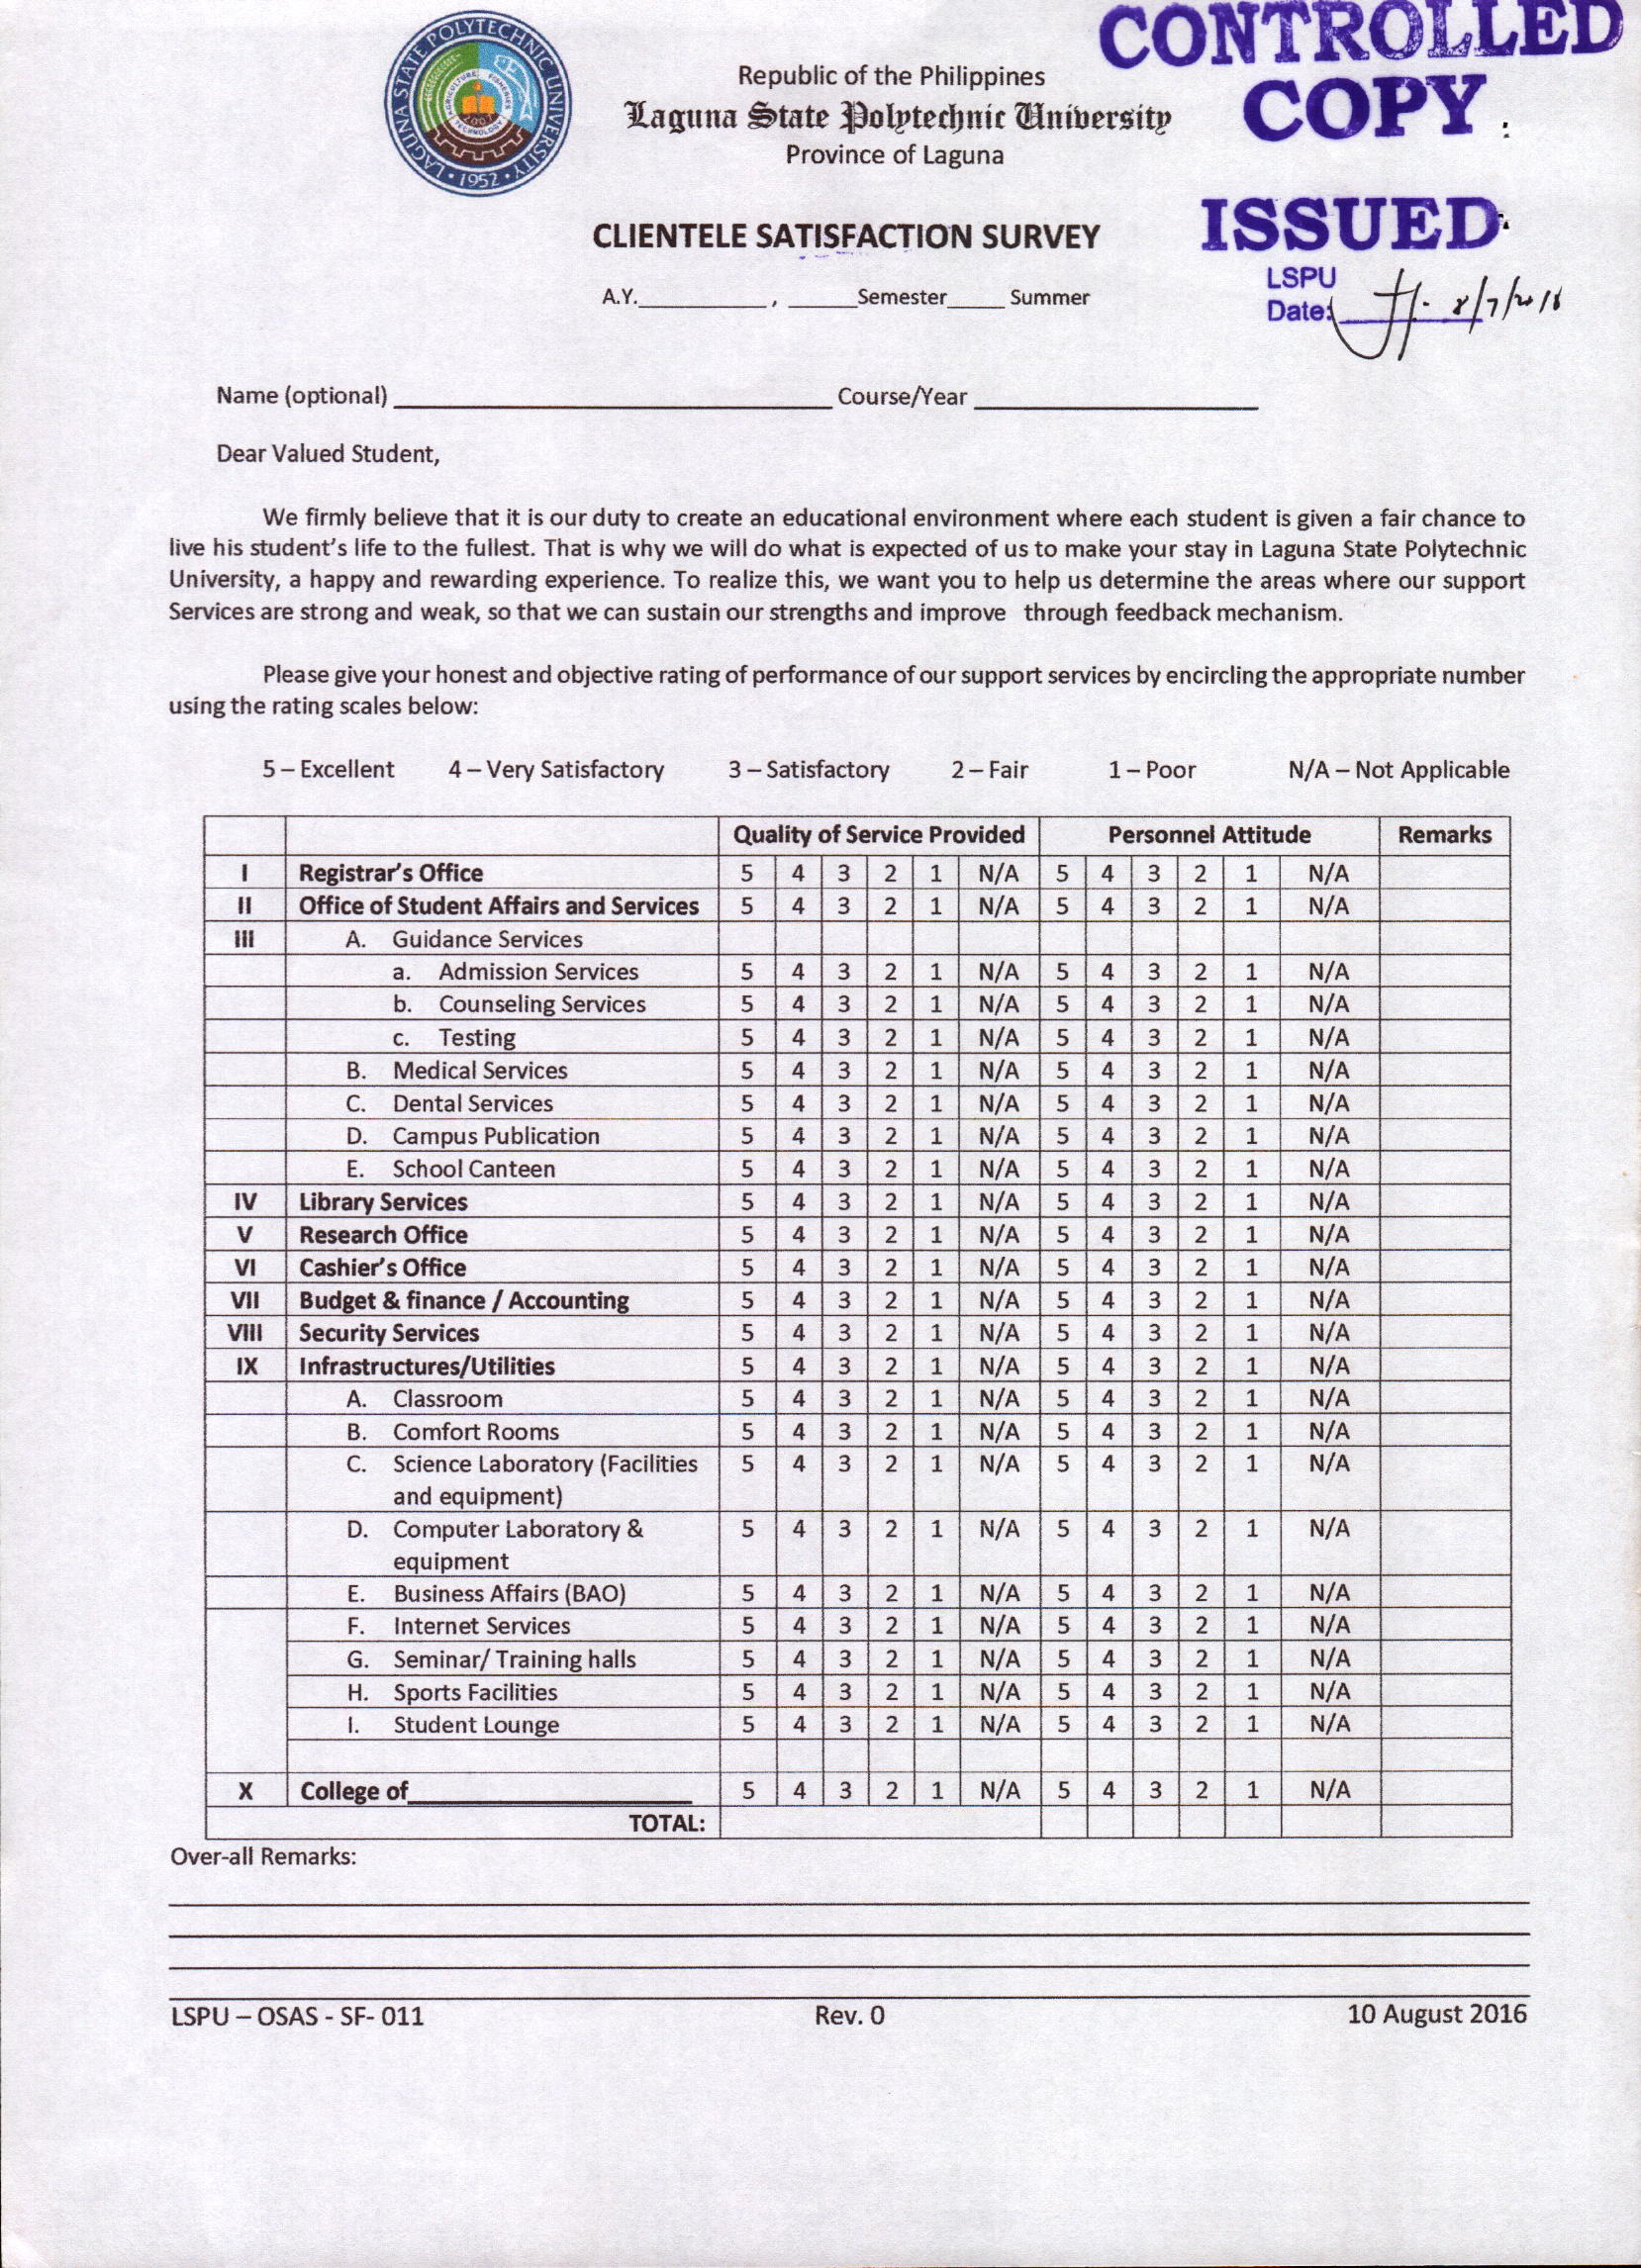 LAGUNA STATE POLYTECHNIC UNIVERSITY
AGRICULTURE FISHERIES
TECHNOLOGY
• 1952 •
CONTROLLED
COPY
ISSUED
LSPU
Date: 8/7/2016
Republic of the Philippines
Laguna State Polytechnic University
Province of Laguna
CLIENTELE SATISFACTION SURVEY
A.Y.__________ , _____Semester____ Summer
Name (optional) ______________________________ Course/Year ____________________
Dear Valued Student,
We firmly believe that it is our duty to create an educational environment where each student is given a fair chance to
live his student's life to the fullest. That is why we will do what is expected of us to make your stay in Laguna State Polytechnic
University, a happy and rewarding experience. To realize this, we want you to help us determine the areas where our support
Services are strong and weak, so that we can sustain our strengths and improve through feedback mechanism.
Please give your honest and objective rating of performance of our support services by encircling the appropriate number
using the rating scales below:
5 – Excellent 4 – Very Satisfactory 3 – Satisfactory 2 – Fair 1 – Poor N/A – Not Applicable
Quality of Service Provided Personnel Attitude Remarks
I Registrar's Office 5 4 3 2 1 N/A 5 4 3 2 1 N/A
II Office of Student Affairs and Services 5 4 3 2 1 N/A 5 4 3 2 1 N/A
III A. Guidance Services
a. Admission Services 5 4 3 2 1 N/A 5 4 3 2 1 N/A
b. Counseling Services 5 4 3 2 1 N/A 5 4 3 2 1 N/A
c. Testing 5 4 3 2 1 N/A 5 4 3 2 1 N/A
B. Medical Services 5 4 3 2 1 N/A 5 4 3 2 1 N/A
C. Dental Services 5 4 3 2 1 N/A 5 4 3 2 1 N/A
D. Campus Publication 5 4 3 2 1 N/A 5 4 3 2 1 N/A
E. School Canteen 5 4 3 2 1 N/A 5 4 3 2 1 N/A
IV Library Services 5 4 3 2 1 N/A 5 4 3 2 1 N/A
V Research Office 5 4 3 2 1 N/A 5 4 3 2 1 N/A
VI Cashier's Office 5 4 3 2 1 N/A 5 4 3 2 1 N/A
VII Budget & finance / Accounting 5 4 3 2 1 N/A 5 4 3 2 1 N/A
VIII Security Services 5 4 3 2 1 N/A 5 4 3 2 1 N/A
IX Infrastructures/Utilities 5 4 3 2 1 N/A 5 4 3 2 1 N/A
A. Classroom 5 4 3 2 1 N/A 5 4 3 2 1 N/A
B. Comfort Rooms 5 4 3 2 1 N/A 5 4 3 2 1 N/A
C. Science Laboratory (Facilities 5 4 3 2 1 N/A 5 4 3 2 1 N/A
and equipment)
D. Computer Laboratory & 5 4 3 2 1 N/A 5 4 3 2 1 N/A
equipment
E. Business Affairs (BAO) 5 4 3 2 1 N/A 5 4 3 2 1 N/A
F. Internet Services 5 4 3 2 1 N/A 5 4 3 2 1 N/A
G. Seminar/ Training halls 5 4 3 2 1 N/A 5 4 3 2 1 N/A
H. Sports Facilities 5 4 3 2 1 N/A 5 4 3 2 1 N/A
I. Student Lounge 5 4 3 2 1 N/A 5 4 3 2 1 N/A
X College of____________________ 5 4 3 2 1 N/A 5 4 3 2 1 N/A
TOTAL:
Over-all Remarks:
LSPU – OSAS - SF- 011 Rev. 0 10 August 2016